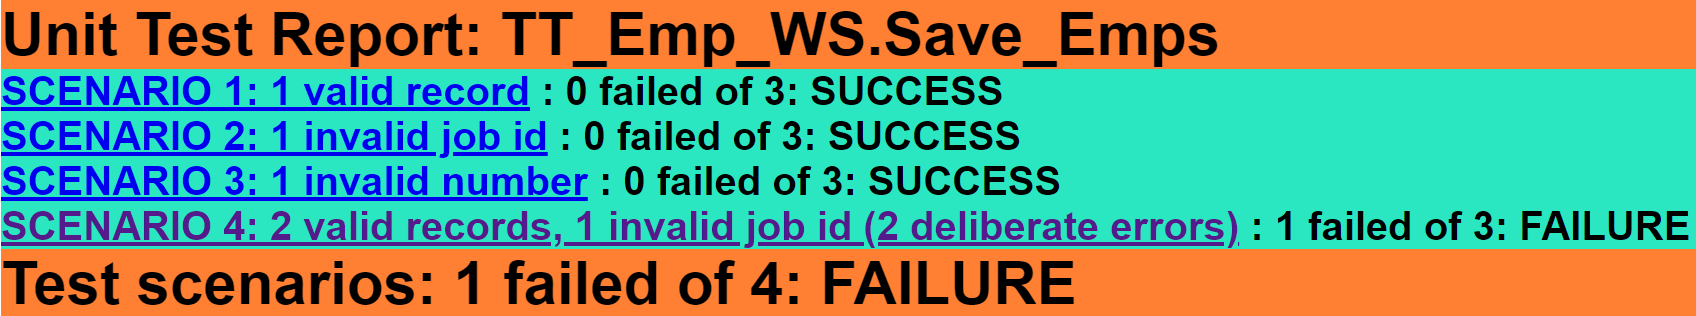 Unit Test Report: TT_Emp_WS.Save_Emps
SCENARIO 1: 1 valid record : 0 failed of 3: SUCCESS
SCENARIO 2: 1 invalid job id : 0 failed of 3: SUCCESS
SCENARIO 3: 1 invalid number : 0 failed of 3: SUCCESS
SCENARIO 4: 2 valid records, 1 invalid job id (2 deliberate errors) : 1 failed of 3: FAILURE
Test scenarios: 1 failed of 4: FAILURE